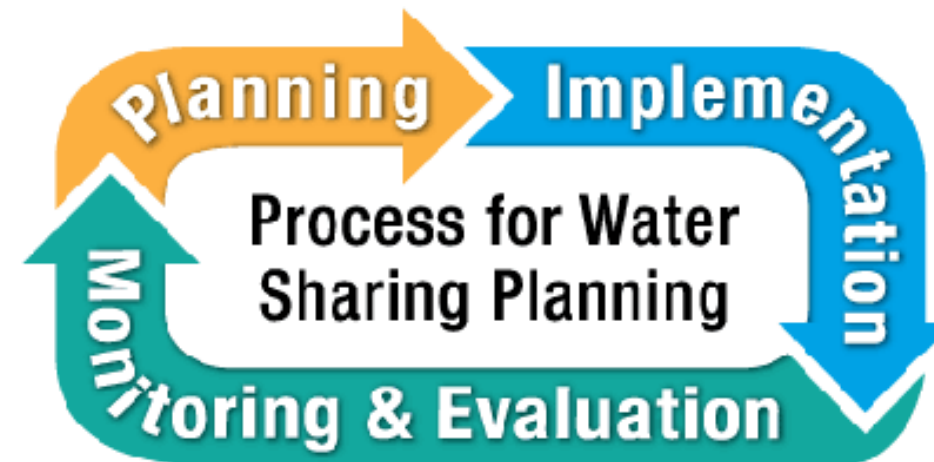 Planning
Implementation
Process for Water
Sharing Planning
Monitoring & Evaluation